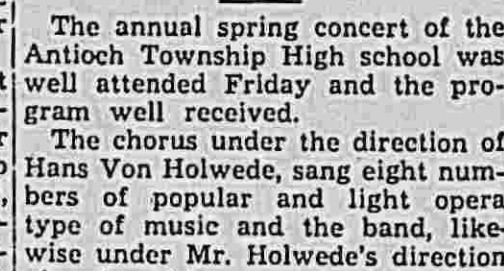 The annual spring concert of the
Antioch Township High school was
well attended Friday and the pro-
gram well received.
The chorus under the direction of
Hans Von Holwede, sang eight num-
bers of popular and light opera
type of music and the band, like-
wise under Mr. Holwede's direction